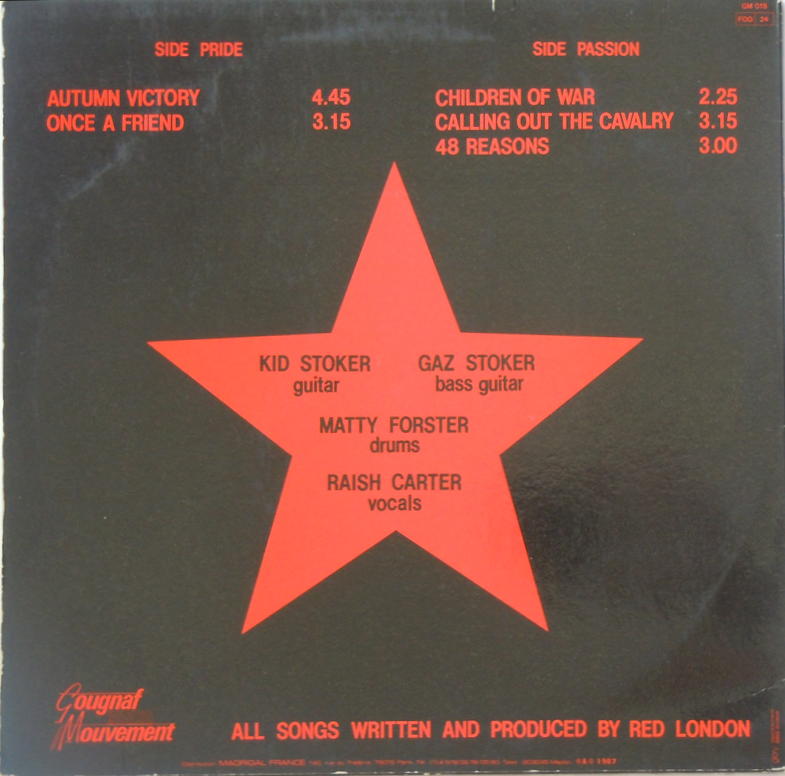 GM 015
FOG 24
SIDE PRIDE
AUTUMN VICTORY 4.45
ONCE A FRIEND 3.15
SIDE PASSION
CHILDREN OF WAR 2.25
CALLING OUT THE CAVALRY 3.15
48 REASONS 3.00
KID STOKER
guitar
GAZ STOKER
bass guitar
MATTY FORSTER
drums
RAISH CARTER
vocals
Gougnaf
Mouvement
ALL SONGS WRITTEN AND PRODUCED BY RED LONDON
Distribution MADRIGAL FRANCE